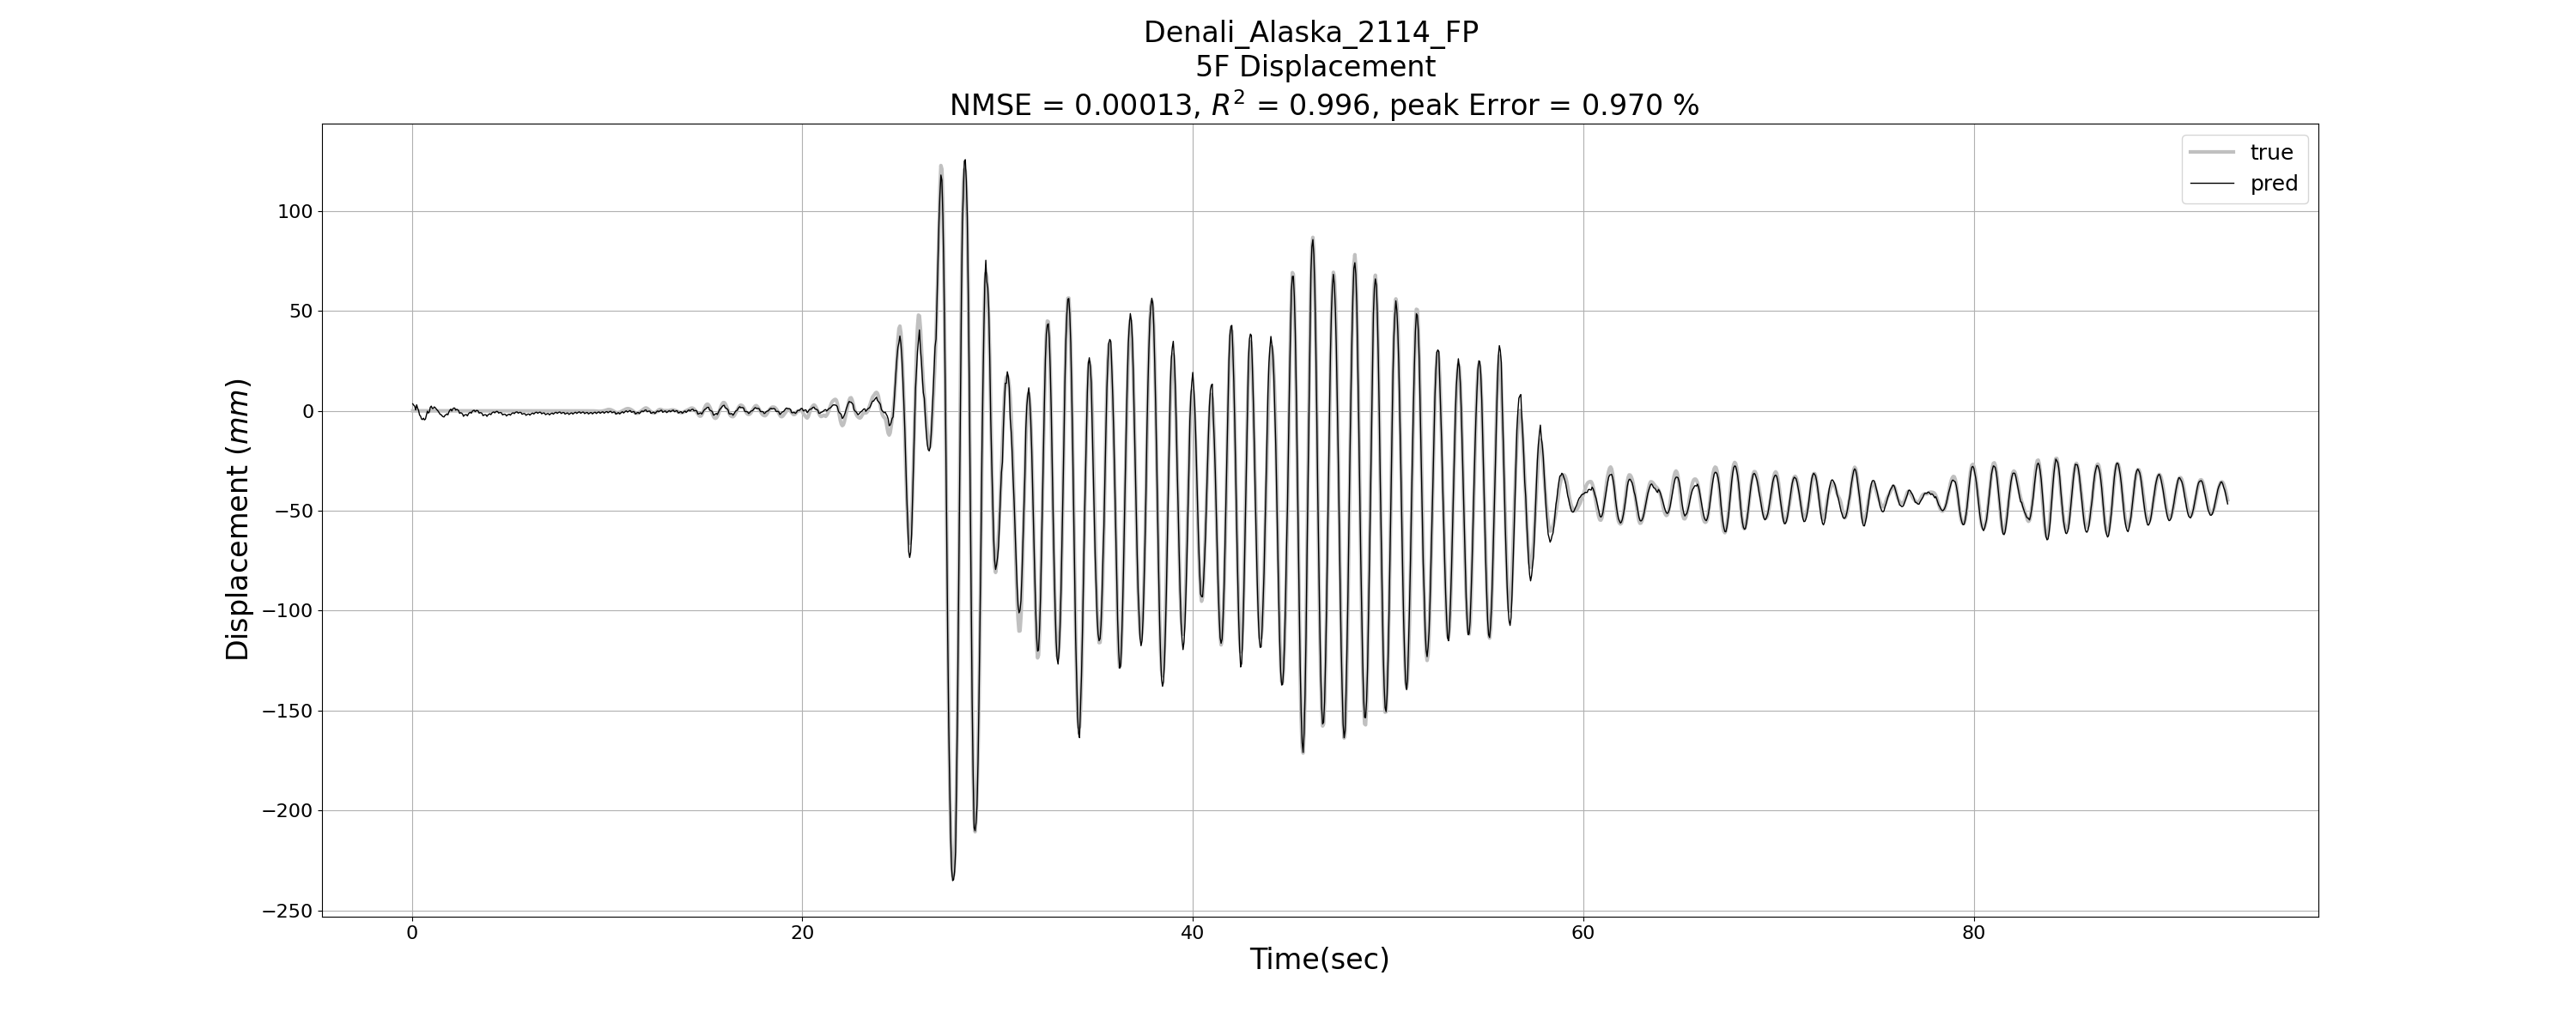 Denali_Alaska_2114_FP
5F Displacement
NMSE = 0.00013, R² = 0.996, peak Error = 0.970 %
true
pred
Displacement (mm)
100
50
0
−50
−100
−150
−200
−250
0 20 40 60 80
Time(sec)